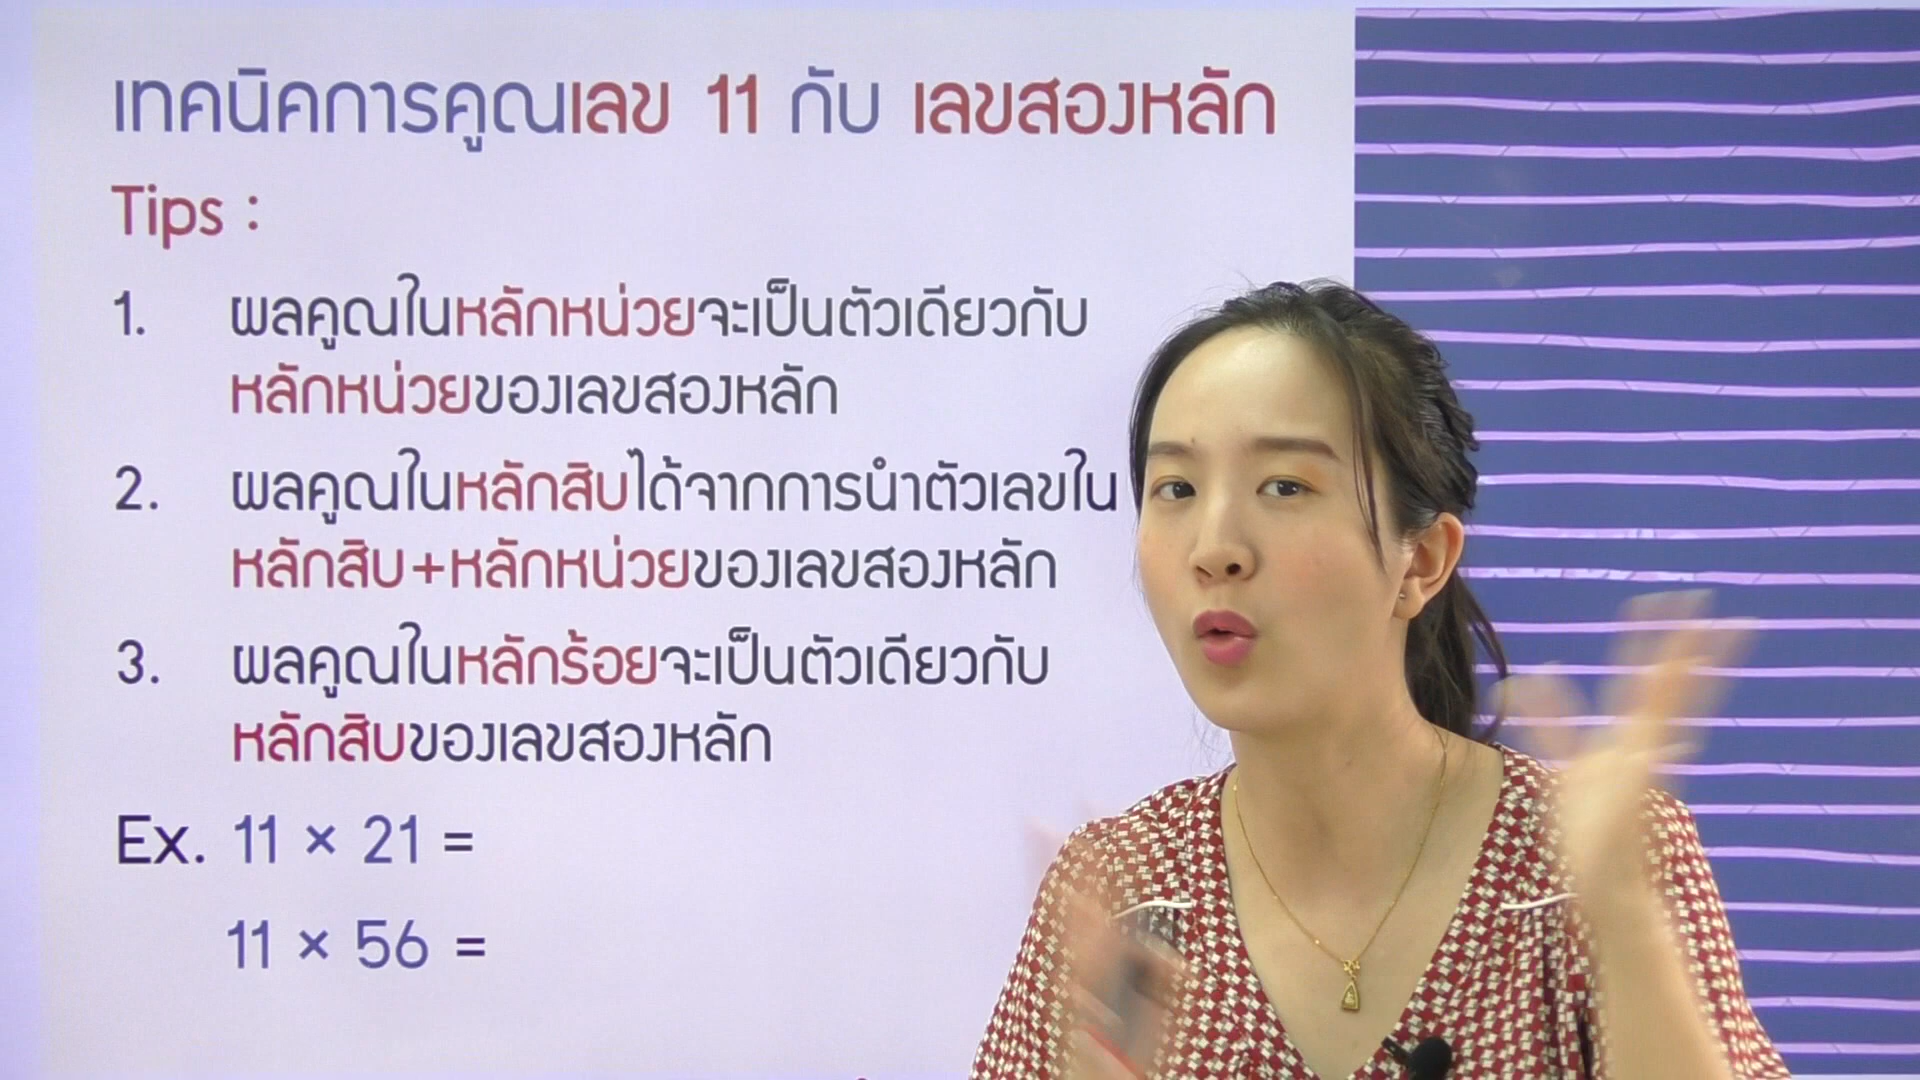 เทคนิคการคูณเลข 11 กับ เลขสองหลัก
Tips :
1. ผลคูณในหลักหน่วยจะเป็นตัวเดียวกับ
หลักหน่วยของเลขสองหลัก
2. ผลคูณในหลักสิบได้จากการนำตัวเลขใน
หลักสิบ+หลักหน่วยของเลขสองหลัก
3. ผลคูณในหลักร้อยจะเป็นตัวเดียวกับ
หลักสิบของเลขสองหลัก
Ex. 11 × 21 =
11 × 56 =